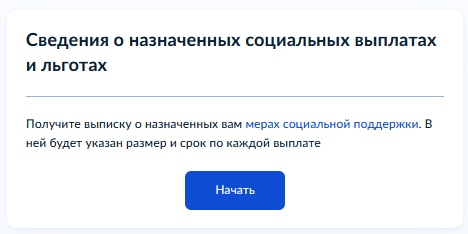 Сведения о назначенных социальных выплатах
и льготах
Получите выписку о назначенных вам мерах социальной поддержки. В
ней будет указан размер и срок по каждой выплате
Начать